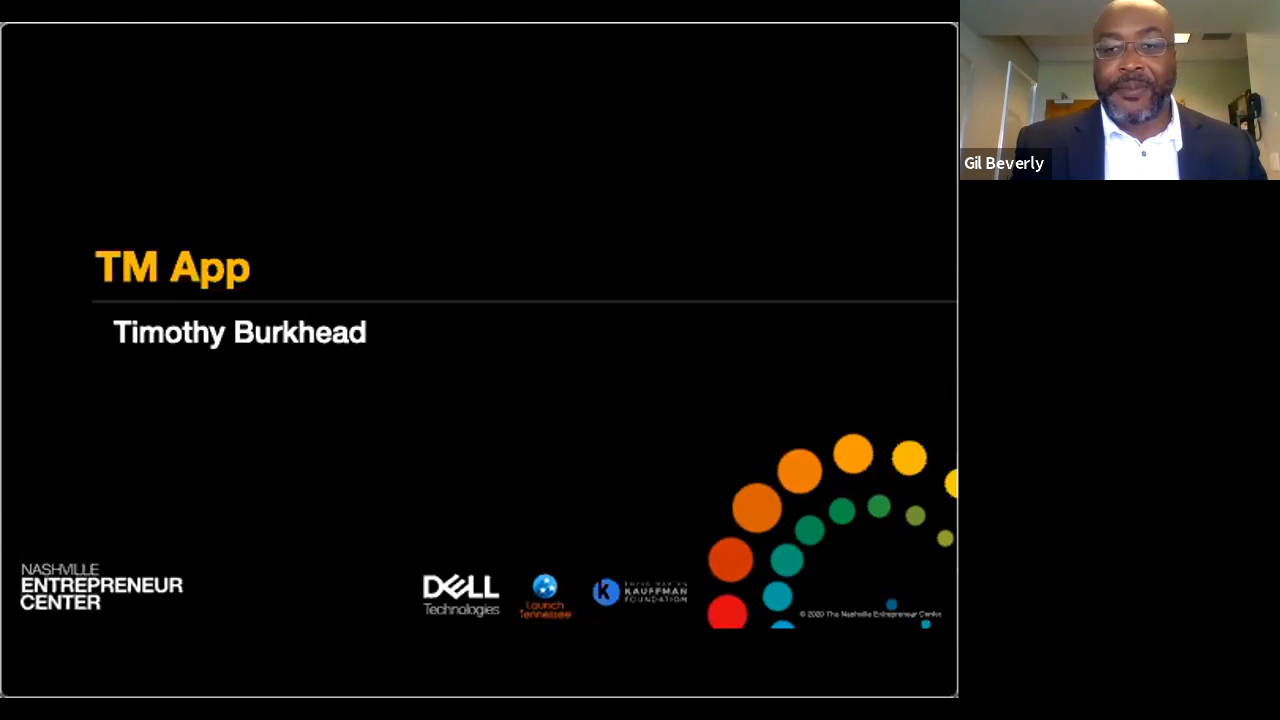 Gil Beverly
TM App
Timothy Burkhead
NASHVILLE
ENTREPRENEUR
CENTER
DELL
Technologies
Launch
Tennessee
KAUFFMAN
FOUNDATION
© 2020 The Nashville Entrepreneur Center